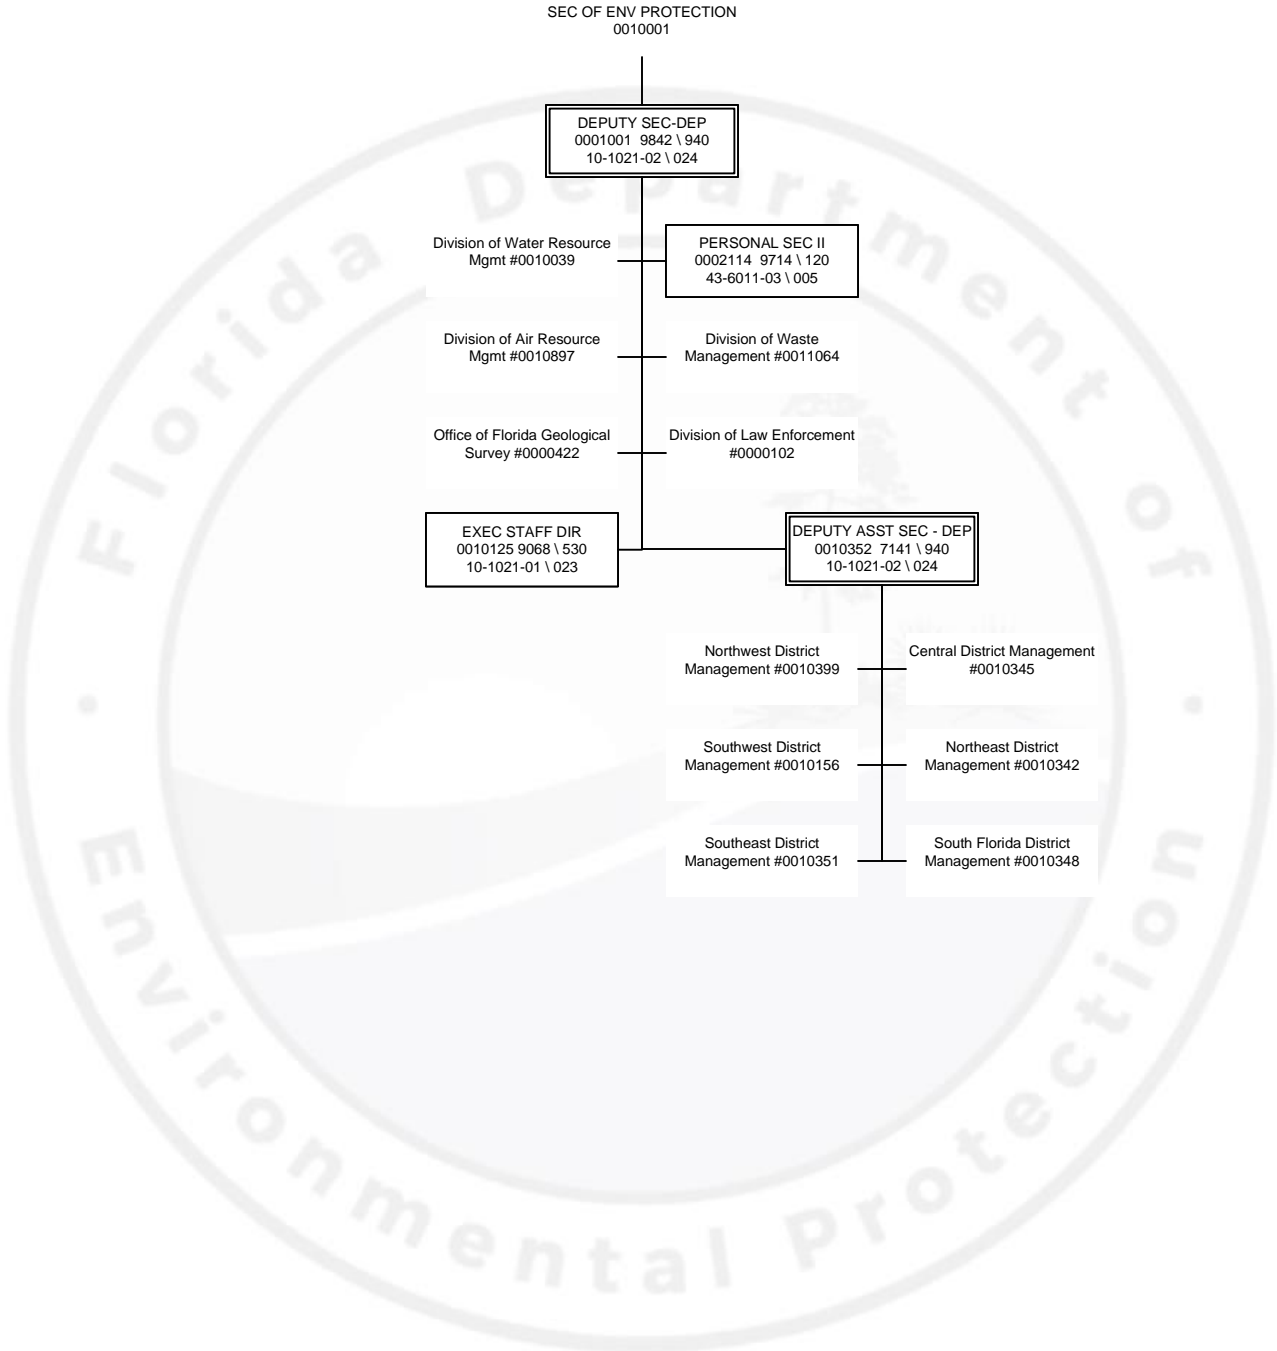 SEC OF ENV PROTECTION
0010001
DEPUTY SEC-DEP
0001001 9842 \ 940
10-1021-02 \ 024
Division of Water Resource
Mgmt #0010039
PERSONAL SEC II
0002114 9714 \ 120
43-6011-03 \ 005
Division of Air Resource
Mgmt #0010897
Division of Waste
Management #0011064
Office of Florida Geological
Survey #0000422
Division of Law Enforcement
#0000102
EXEC STAFF DIR
0010125 9068 \ 530
10-1021-01 \ 023
DEPUTY ASST SEC - DEP
0010352 7141 \ 940
10-1021-02 \ 024
Northwest District
Management #0010399
Central District Management
#0010345
Southwest District
Management #0010156
Northeast District
Management #0010342
Southeast District
Management #0010351
South Florida District
Management #0010348
Florida Department of
Environmental Protection